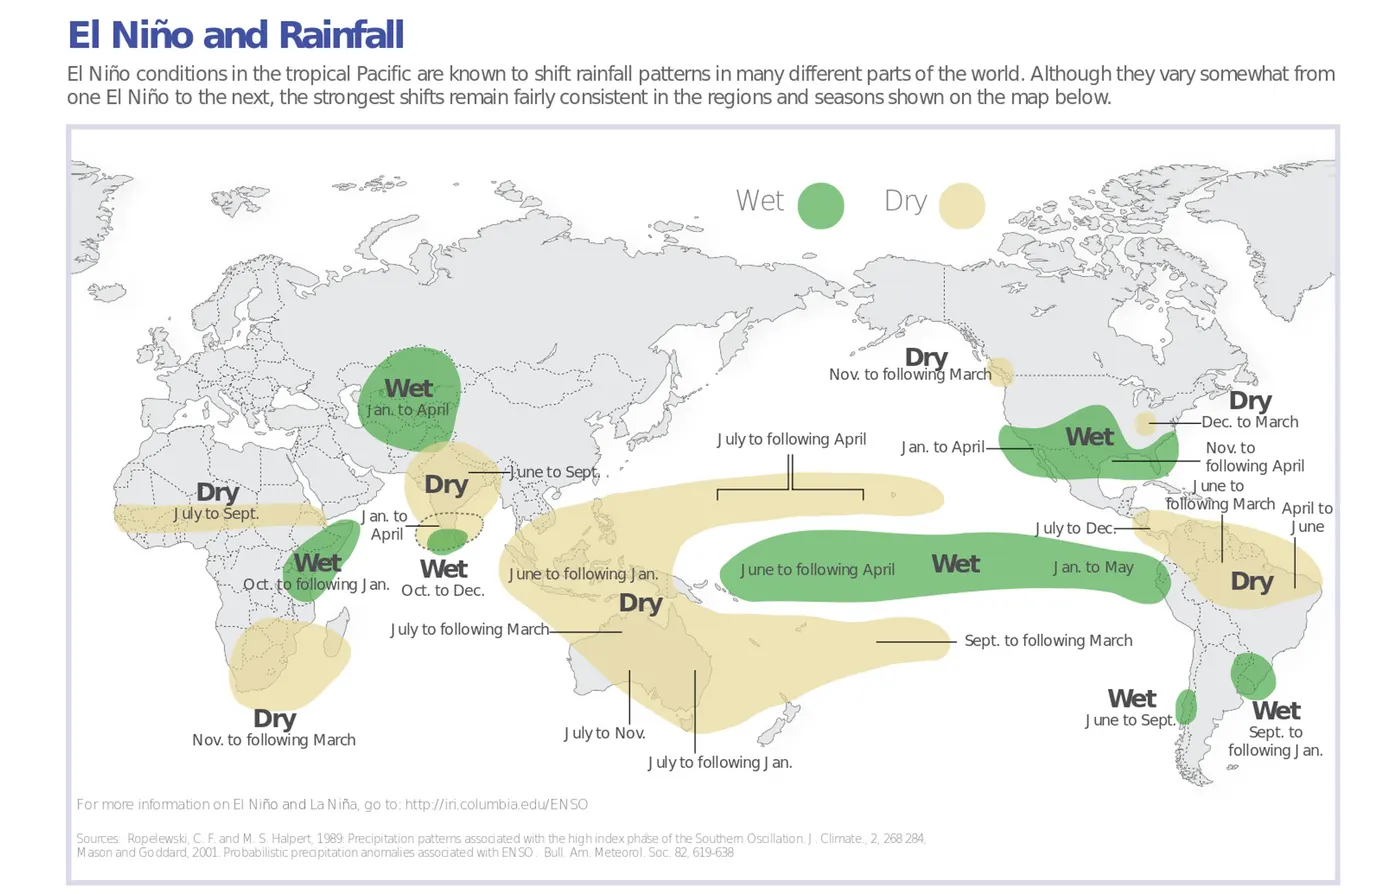 El Niño and Rainfall
El Niño conditions in the tropical Pacific are known to shift rainfall patterns in many different parts of the world. Although they vary somewhat from
one El Niño to the next, the strongest shifts remain fairly consistent in the regions and seasons shown on the map below.
Wet
Dry
Dry
Nov. to following March
Wet
Jan. to April
Dry
Dec. to March
Wet
July to following April
Jan. to April
Nov. to
following April
June to Sept.
Dry
Dry
July to Sept.
June to
following March
April to
June
Jan. to
April
July to Dec.
Wet
Oct. to following Jan.
Wet
Oct. to Dec.
June to following Jan.
June to following April
Wet
Jan. to May
Dry
Dry
July to following March
Sept. to following March
Dry
Nov. to following March
July to Nov.
July to following Jan.
Wet
June to Sept.
Wet
Sept. to
following Jan.
For more information on El Niño and La Niña, go to: http://iri.columbia.edu/ENSO
Sources: Ropelewski, C. F. and M. S. Halpert, 1989: Precipitation patterns associated with the high index phase of the Southern Oscillation. J. Climate., 2, 268 284,
Mason and Goddard, 2001. Probabilistic precipitation anomalies associated with ENSO. Bull. Am. Meteorol. Soc. 82, 619-638